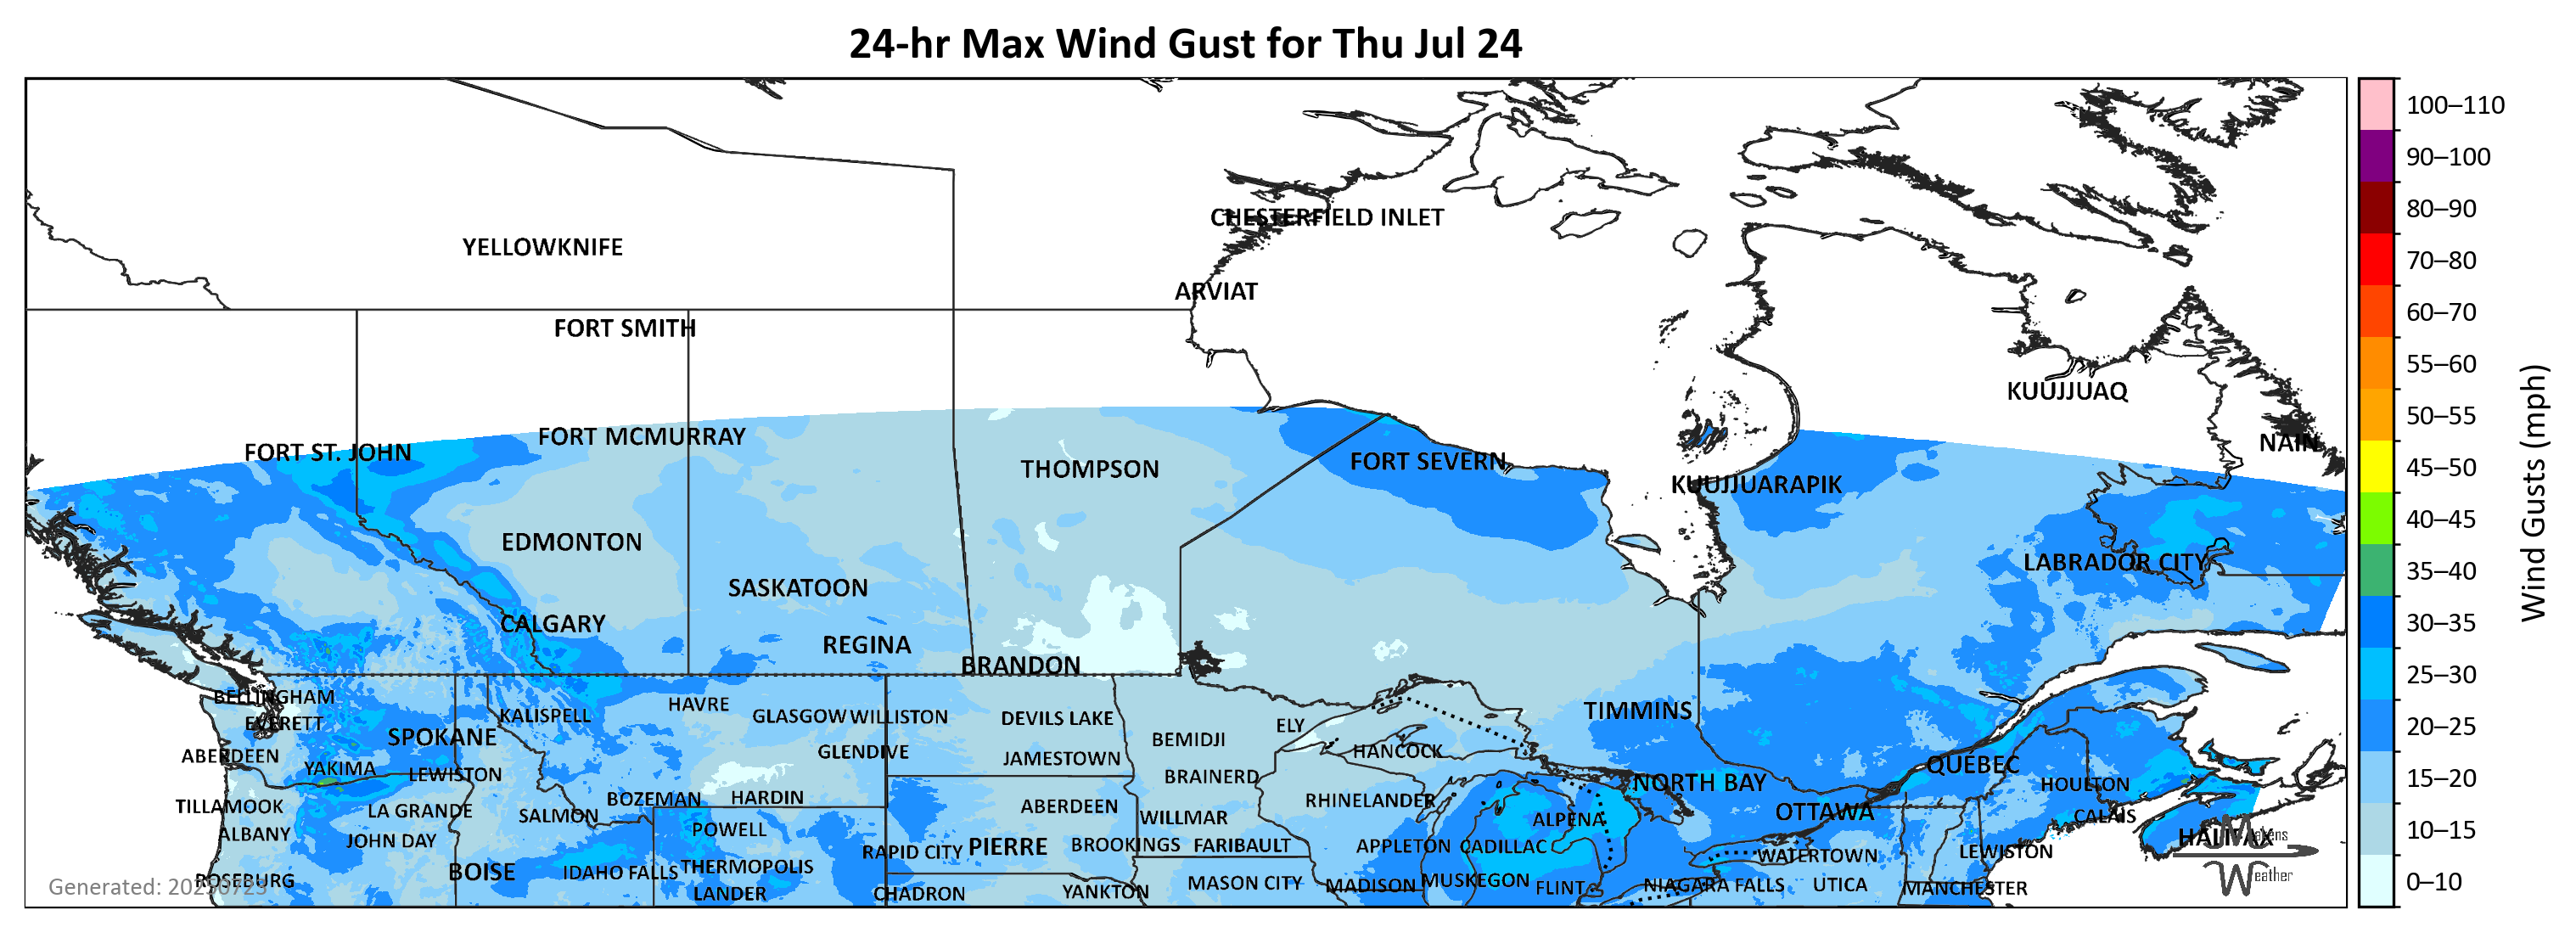 24-hr Max Wind Gust for Thu Jul 24
100–110
90–100
80–90
70–80
60–70
55–60
50–55
45–50
40–45
35–40
30–35
25–30
20–25
15–20
10–15
0–10
Wind Gusts (mph)
CHESTERFIELD INLET
YELLOWKNIFE
ARVIAT
FORT SMITH
KUUJJUAQ
FORT MCMURRAY
NAIN
FORT ST. JOHN
FORT SEVERN
THOMPSON
KUUJJUARAPIK
EDMONTON
LABRADOR CITY
SASKATOON
CALGARY
REGINA
BRANDON
BELLINGHAM
HAVRE
TIMMINS
KALISPELL
GLASGOW
WILLISTON
DEVILS LAKE
EVERETT
ELY
SPOKANE
BEMIDJI
HANCOCK
GLENDIVE
ABERDEEN
JAMESTOWN
QUÉBEC
YAKIMA
LEWISTON
BRAINERD
NORTH BAY
HOULTON
BOZEMAN
HARDIN
RHINELANDER
TILLAMOOK
ABERDEEN
LA GRANDE
OTTAWA
SALMON
WILLMAR
CALAIS
ALPENA
POWELL
ALBANY
HALIFAX
JOHN DAY
BROOKINGS
FARIBAULT
APPLETON
CADILLAC
PIERRE
RAPID CITY
LEWISTON
WATERTOWN
THERMOPOLIS
BOISE
IDAHO FALLS
ROSEBURG
MUSKEGON
MASON CITY
MADISON
NIAGARA FALLS
UTICA
FLINT
MANCHESTER
YANKTON
LANDER
CHADRON
Weather